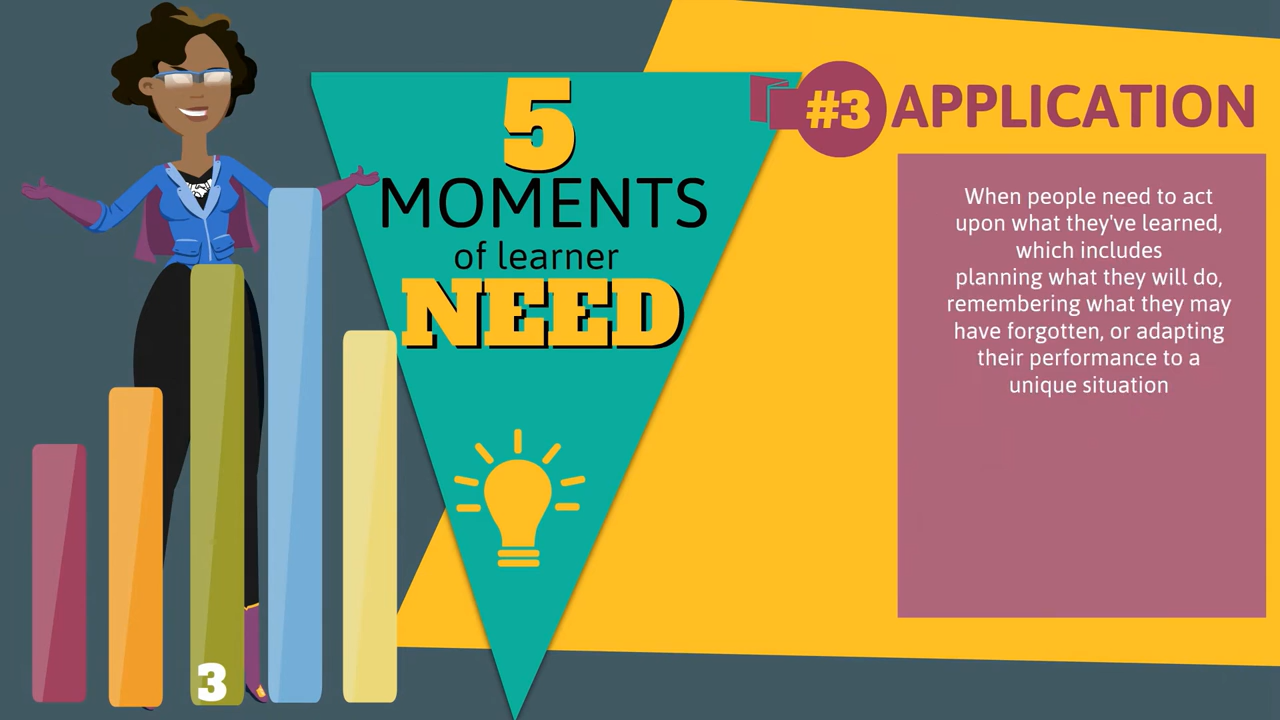 5
MOMENTS
of learner
NEED
#3 APPLICATION
When people need to act
upon what they've learned,
which includes
planning what they will do,
remembering what they may
have forgotten, or adapting
their performance to a
unique situation
3